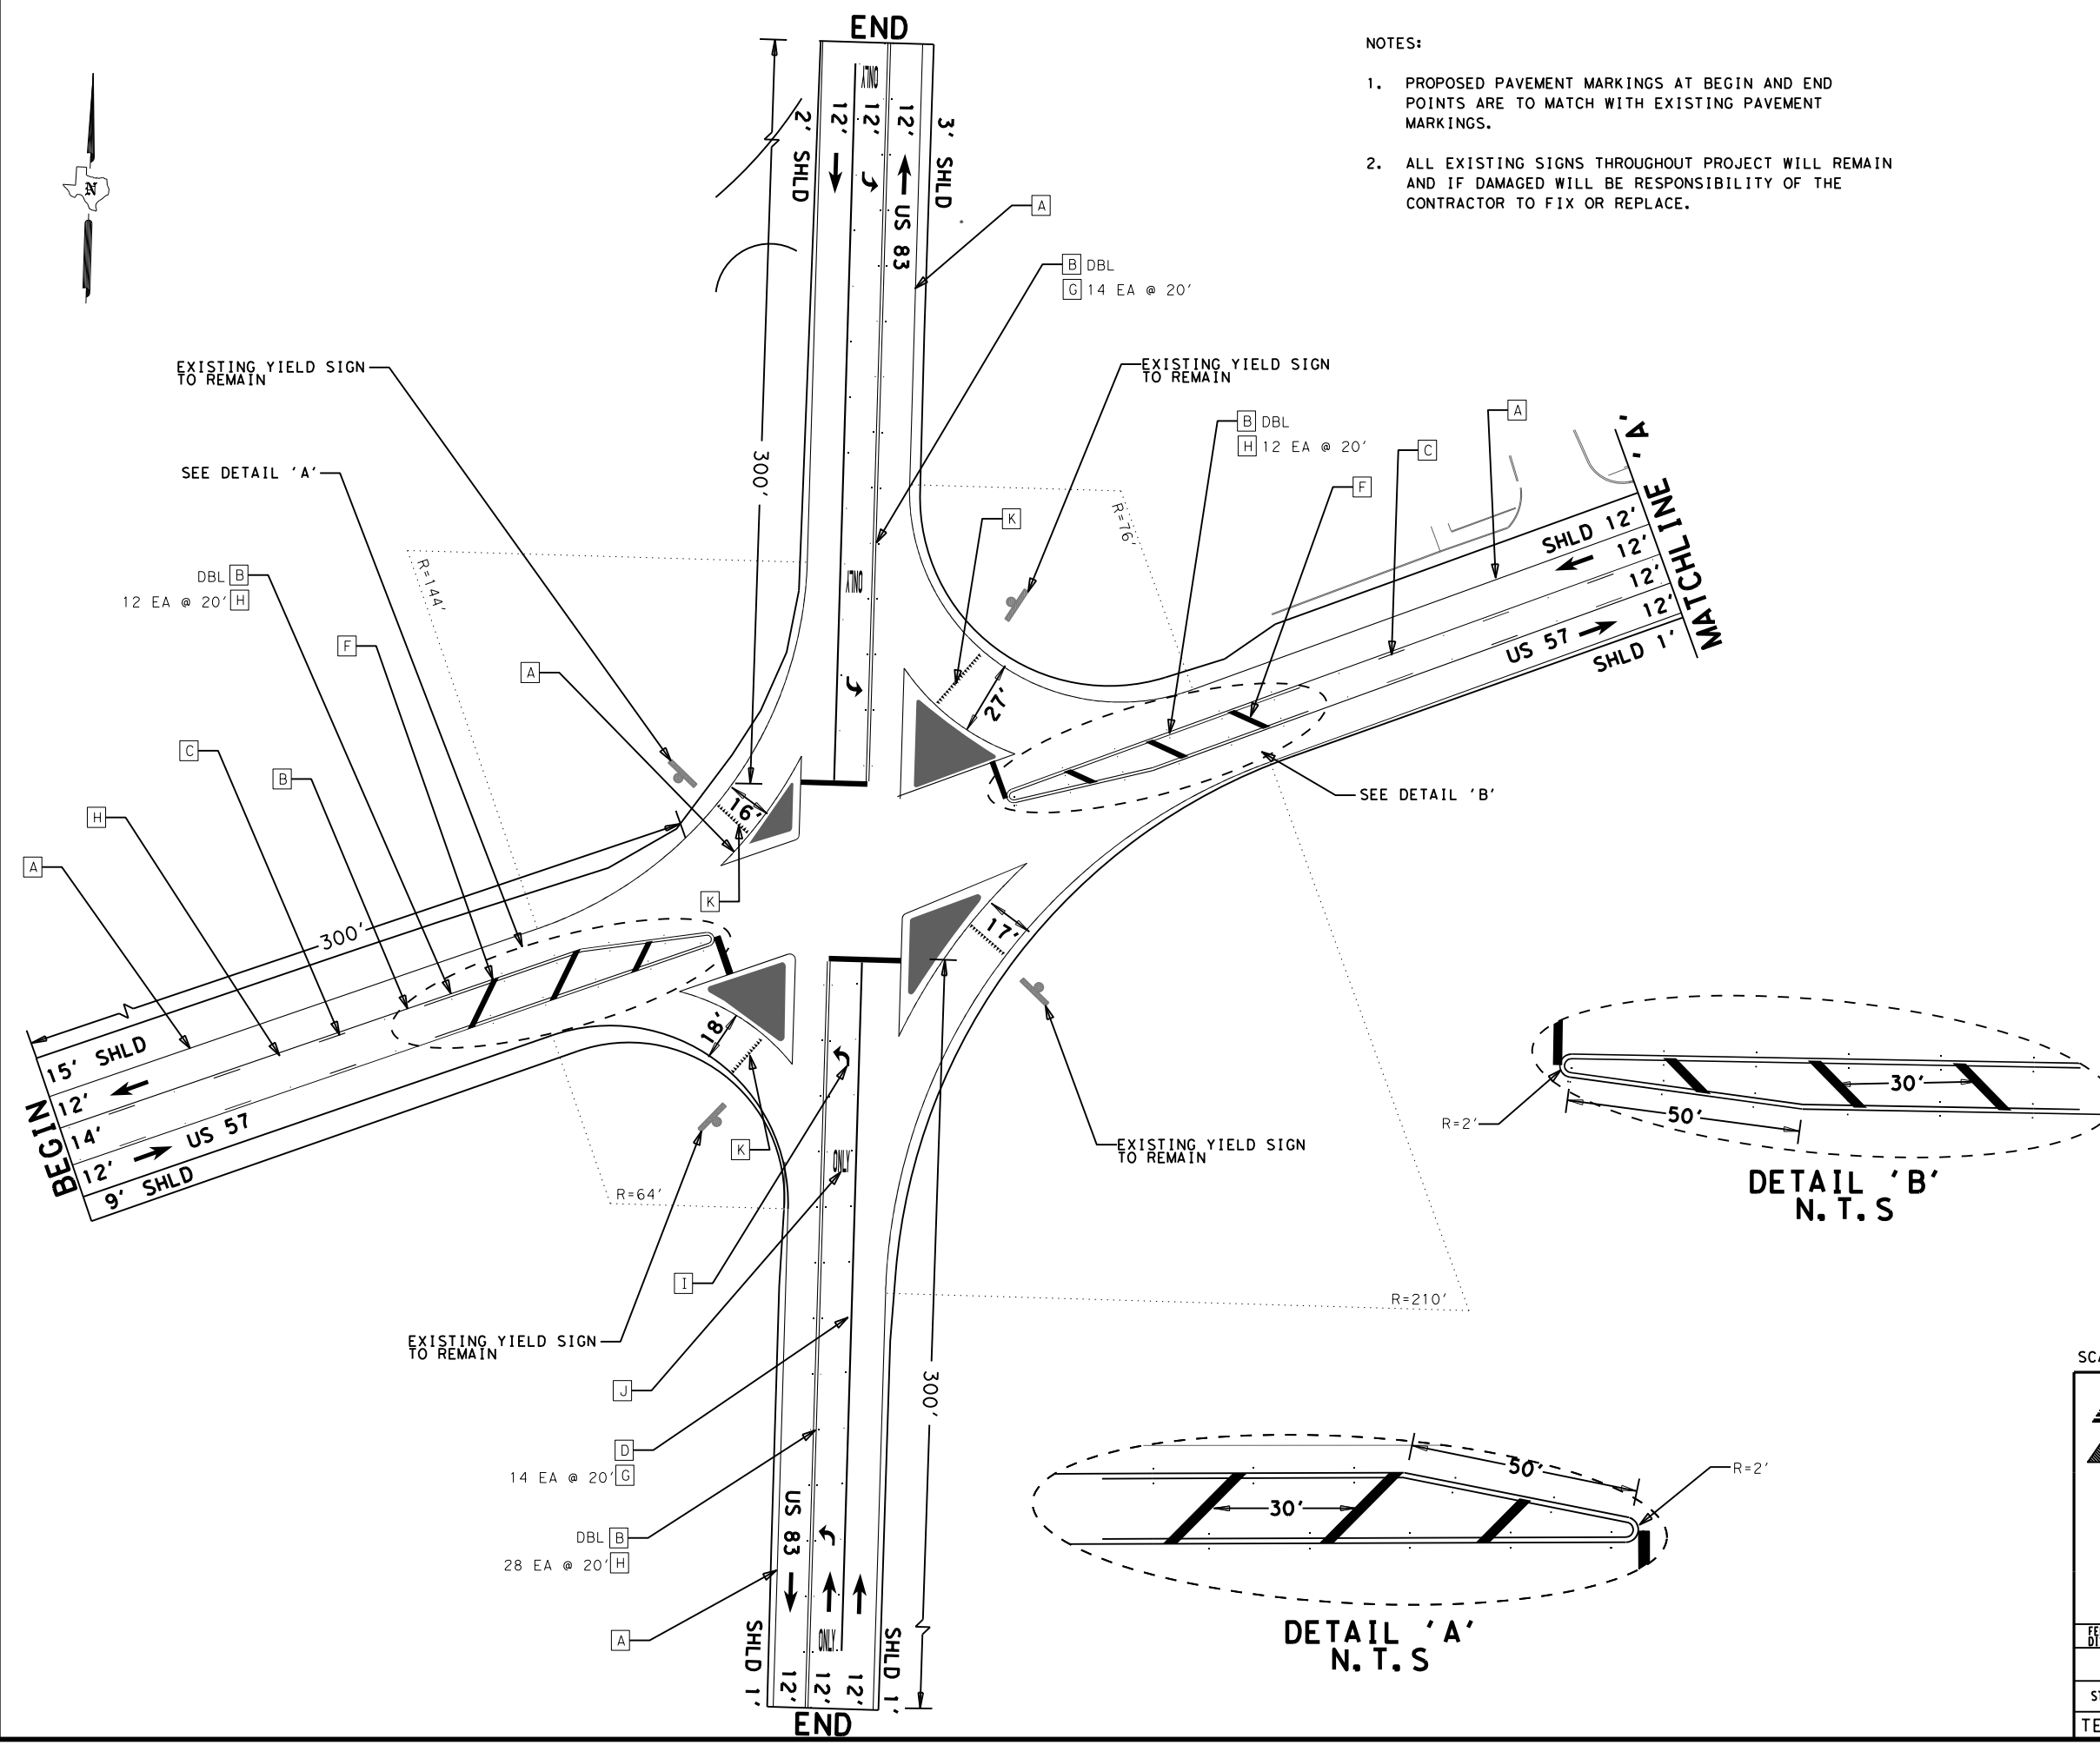 END
NOTES:
1. PROPOSED PAVEMENT MARKINGS AT BEGIN AND END
POINTS ARE TO MATCH WITH EXISTING PAVEMENT
MARKINGS.
2. ALL EXISTING SIGNS THROUGHOUT PROJECT WILL REMAIN
AND IF DAMAGED WILL BE RESPONSIBILITY OF THE
CONTRACTOR TO FIX OR REPLACE.
N
ONLY
2' SHLD
12'
12'
12'
3' SHLD
US 83
A
B DBL
G 14 EA @ 20'
EXISTING YIELD SIGN
TO REMAIN
EXISTING YIELD SIGN
TO REMAIN
300'
SEE DETAIL 'A'
B DBL
H 12 EA @ 20'
A
C
F
K
R=76'
MATCHLINE 'A'
SHLD 12'
12'
12'
12'
US 57
SHLD 1'
DBL B
12 EA @ 20' H
R=144'
ONLY
F
A
27'
C
B
H
A
16'
SEE DETAIL 'B'
K
300'
17'
18'
BEGIN
15' SHLD
12'
14'
12'
US 57
9' SHLD
K
ONLY
EXISTING YIELD SIGN
TO REMAIN
R=64'
R=2'
50'
30'
DETAIL 'B'
N.T.S
I
R=210'
EXISTING YIELD SIGN
TO REMAIN
J
300'
D
14 EA @ 20' G
DBL B
28 EA @ 20' H
US 83
A
ONLY
SHLD 1'
12'
12'
12'
SHLD 1'
END
50'
30'
R=2'
DETAIL 'A'
N.T.S